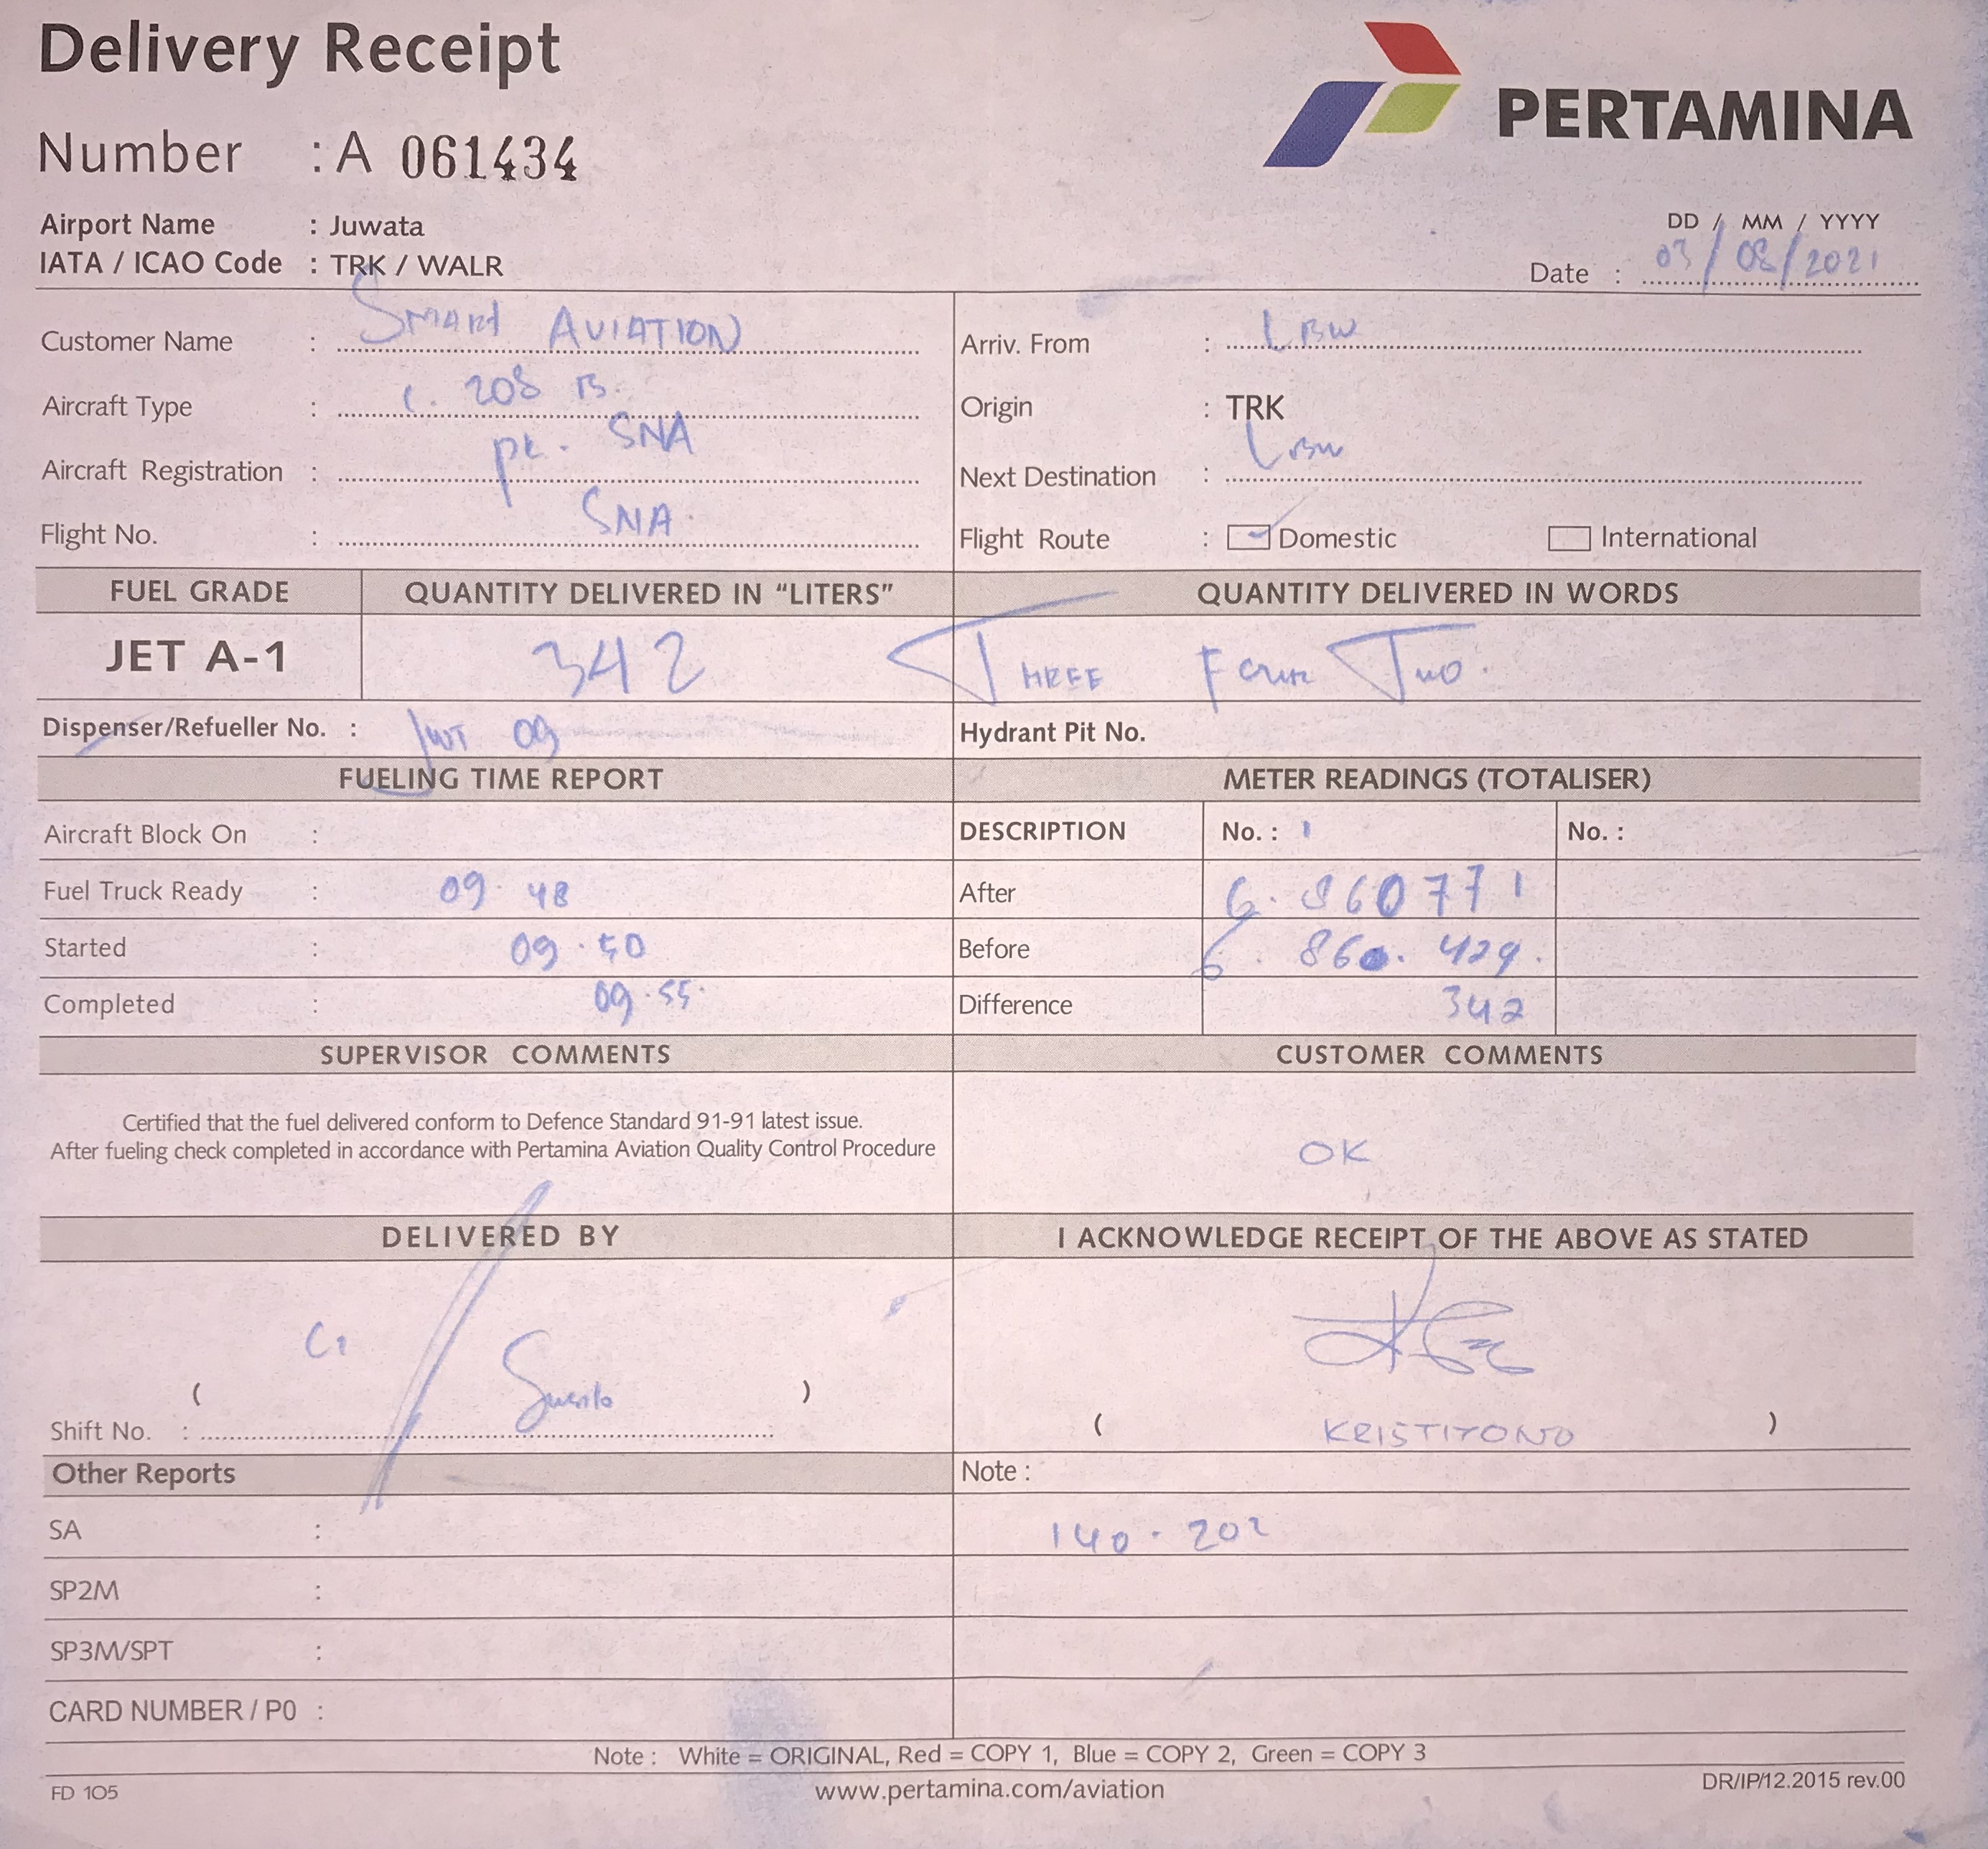 Delivery Receipt
PERTAMINA
Number : A 061434
Airport Name : Juwata
IATA / ICAO Code : TRK / WALR
DD / MM / YYYY
Date : 03/08/2021
Customer Name : SMART AVIATION
Arriv. From : LBW
Aircraft Type : C. 208 B.
Origin : TRK
Aircraft Registration : PK. SNA
Next Destination : LBW
Flight No. : SNA
Flight Route : Domestic International
FUEL GRADE QUANTITY DELIVERED IN “LITERS” QUANTITY DELIVERED IN WORDS
JET A-1 342 THREE Four Two.
Dispenser/Refueller No. : 09
Hydrant Pit No.
FUELING TIME REPORT METER READINGS (TOTALISER)
Aircraft Block On :
DESCRIPTION No. : 1 No. :
Fuel Truck Ready : 09. 48
After 6. 860771
Started : 09.50
Before 6. 860. 429.
Completed : 09.55.
Difference 342
SUPERVISOR COMMENTS CUSTOMER COMMENTS
Certified that the fuel delivered conform to Defence Standard 91-91 latest issue.
After fueling check completed in accordance with Pertamina Aviation Quality Control Procedure
OK
DELIVERED BY I ACKNOWLEDGE RECEIPT OF THE ABOVE AS STATED
( )
Shift No. :
( KRISTIYONO )
Other Reports Note :
SA : 140. 202
SP2M :
SP3M/SPT :
CARD NUMBER / P0 :
Note : White = ORIGINAL, Red = COPY 1, Blue = COPY 2, Green = COPY 3
FD 105 www.pertamina.com/aviation DR/IP/12.2015 rev.00